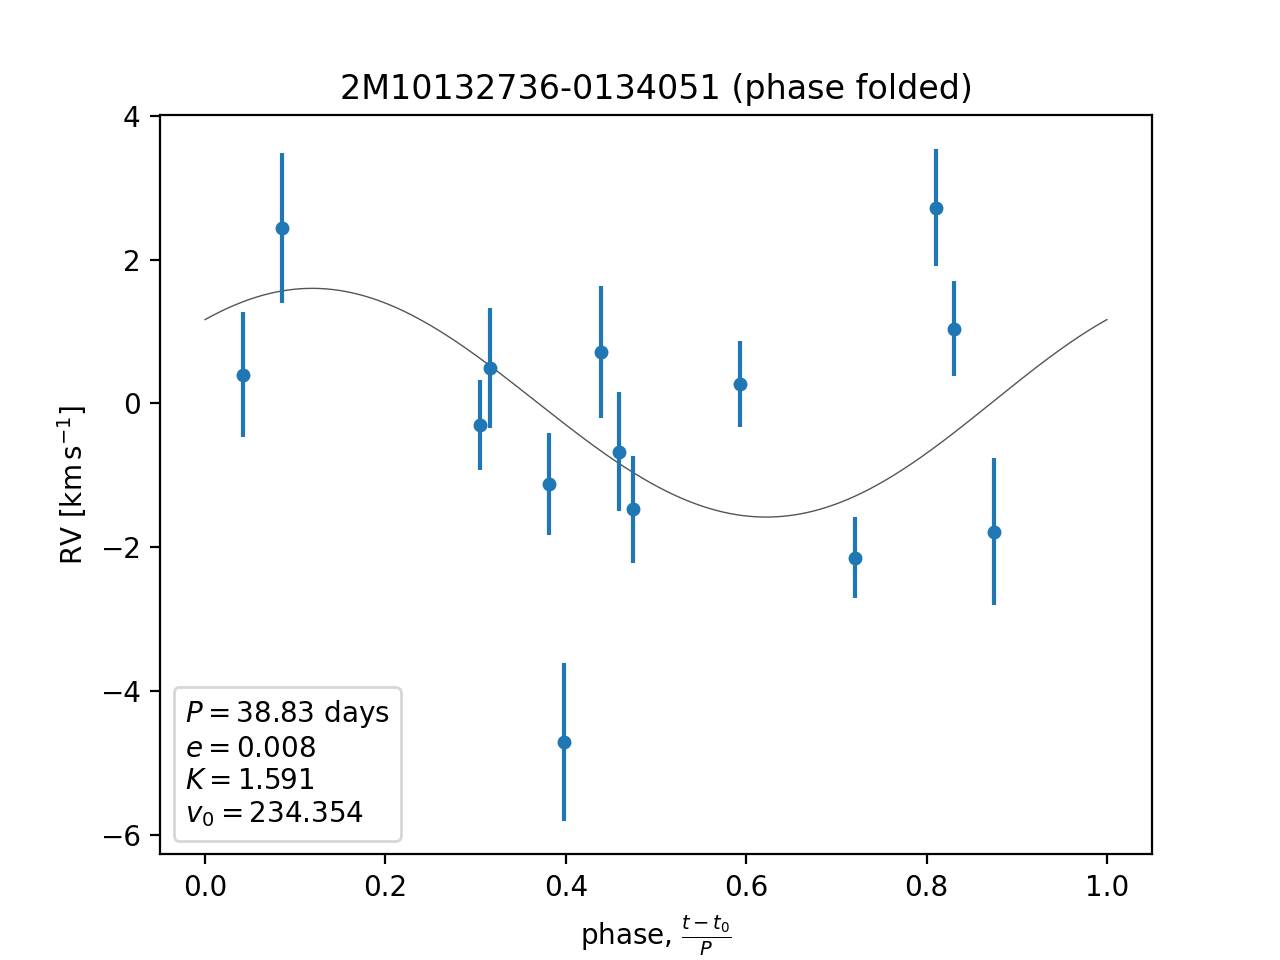 2M10132736-0134051 (phase folded)
RV [km s⁻¹]
4
2
0
−2
−4
−6
P = 38.83 days
e = 0.008
K = 1.591
v₀ = 234.354
0.0 0.2 0.4 0.6 0.8 1.0
phase, (t − t₀)/P